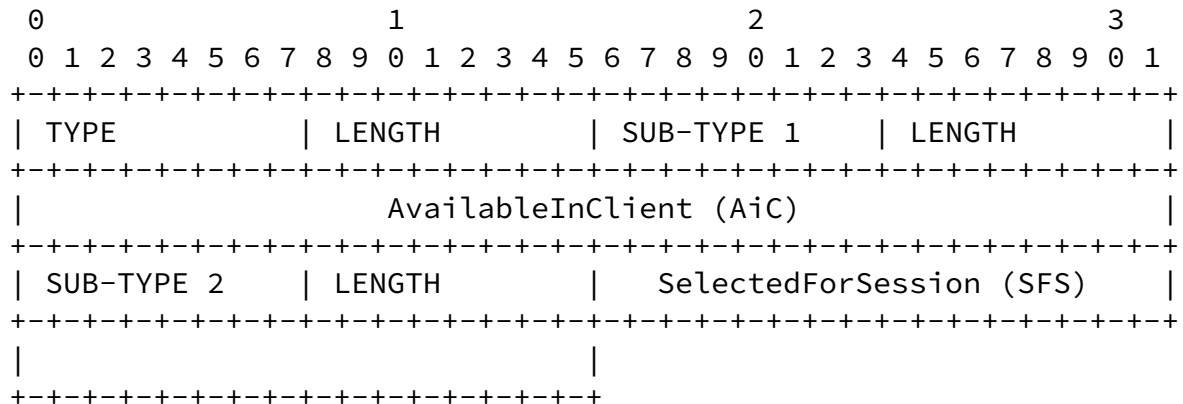 0                   1                   2                   3
 0 1 2 3 4 5 6 7 8 9 0 1 2 3 4 5 6 7 8 9 0 1 2 3 4 5 6 7 8 9 0 1
+-+-+-+-+-+-+-+-+-+-+-+-+-+-+-+-+-+-+-+-+-+-+-+-+-+-+-+-+-+-+-+-+
| TYPE          | LENGTH        | SUB-TYPE 1    | LENGTH        |
+-+-+-+-+-+-+-+-+-+-+-+-+-+-+-+-+-+-+-+-+-+-+-+-+-+-+-+-+-+-+-+-+
|                    AvailableInClient (AiC)                    |
+-+-+-+-+-+-+-+-+-+-+-+-+-+-+-+-+-+-+-+-+-+-+-+-+-+-+-+-+-+-+-+-+
| SUB-TYPE 2    | LENGTH        |   SelectedForSession (SFS)    |
+-+-+-+-+-+-+-+-+-+-+-+-+-+-+-+-+-+-+-+-+-+-+-+-+-+-+-+-+-+-+-+-+
|                               |
+-+-+-+-+-+-+-+-+-+-+-+-+-+-+-+-+